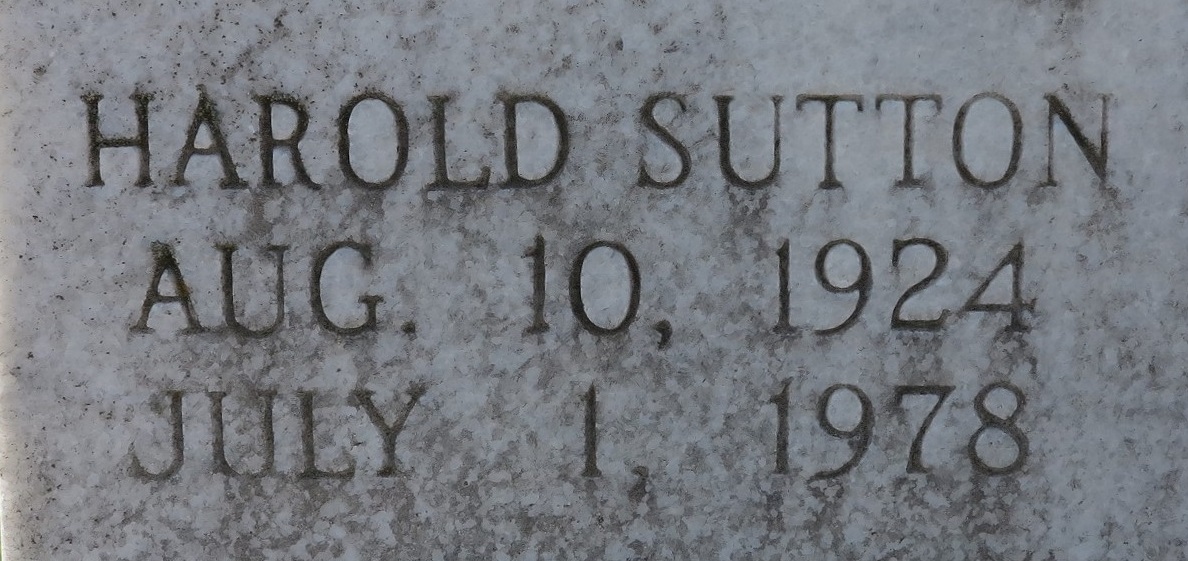 HAROLD SUTTON
AUG. 10, 1924
JULY 1, 1978